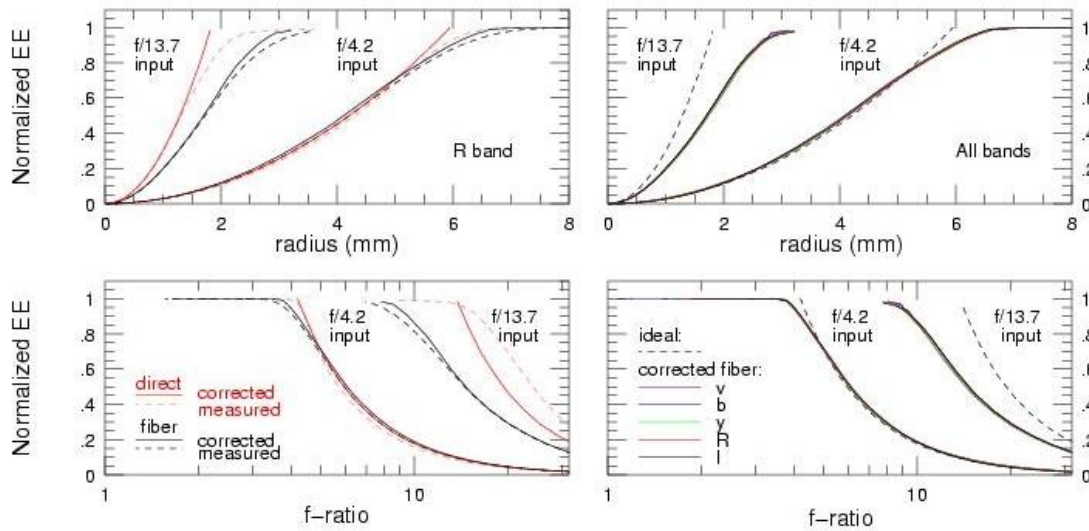 Normalized EE
1
.8
.6
.4
.2
0
f/13.7
input
f/4.2
input
R band
0 2 4 6 8
radius (mm)
f/13.7
input
f/4.2
input
All bands
1
.8
.6
.4
.2
0
0 2 4 6 8
radius (mm)
Normalized EE
1
.8
.6
.4
.2
0
f/4.2
input
f/13.7
input
direct
corrected
measured
fiber
corrected
measured
1 10
f-ratio
f/4.2
input
f/13.7
input
ideal:
corrected fiber:
v
b
y
R
I
1
.8
.6
.4
.2
0
1 10
f-ratio